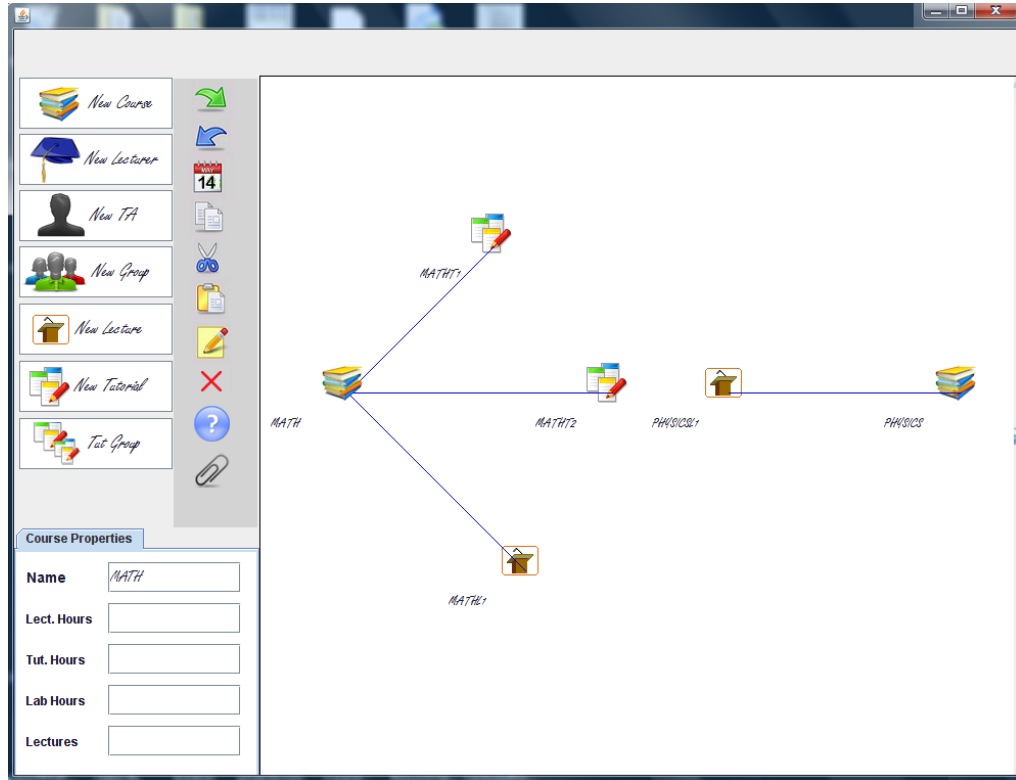 New Course
New Lecturer
New TA
New Group
New Lecture
New Tutorial
Tut Group
MAY
14
MATHT1
MATH
MATHT2
PHYSICSL1
PHYSICS
MATHL1
Course Properties
Name
MATH
Lect. Hours
Tut. Hours
Lab Hours
Lectures